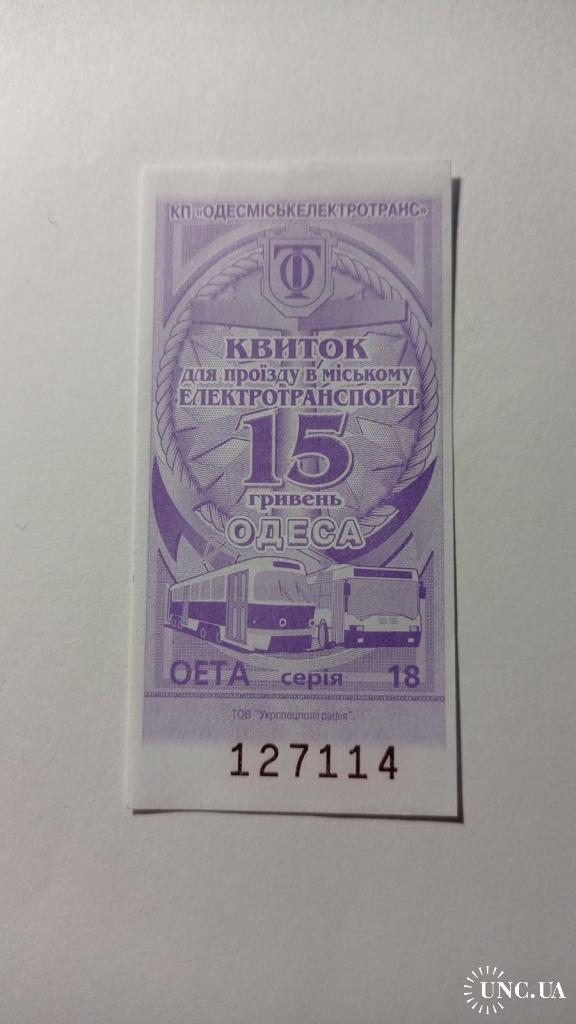 КП «ОДЕСМІСЬКЕЛЕКТРОТРАНС»
КВИТОК
для проїзду в міському
ЕЛЕКТРОТРАНСПОРТІ
15
гривень
ОДЕСА
ОЕТА серія 18
ТОВ "Укрспецполіграфія".
127114
UNC.UA